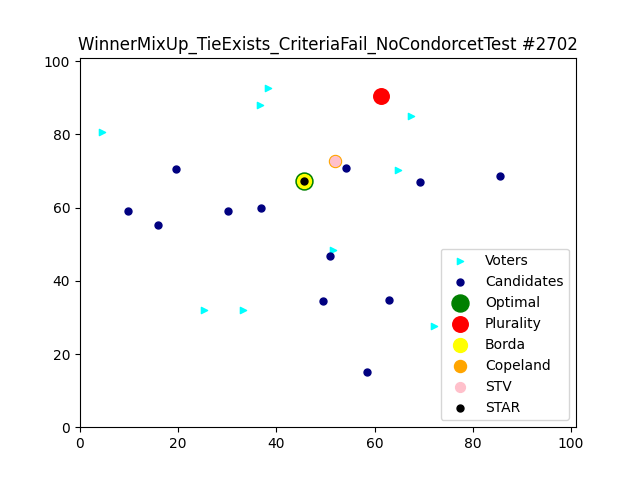 WinnerMixUp_TieExists_CriteriaFail_NoCondorcetTest #2702
100
80
60
40
20
0
0 20 40 60 80 100
Voters
Candidates
Optimal
Plurality
Borda
Copeland
STV
STAR